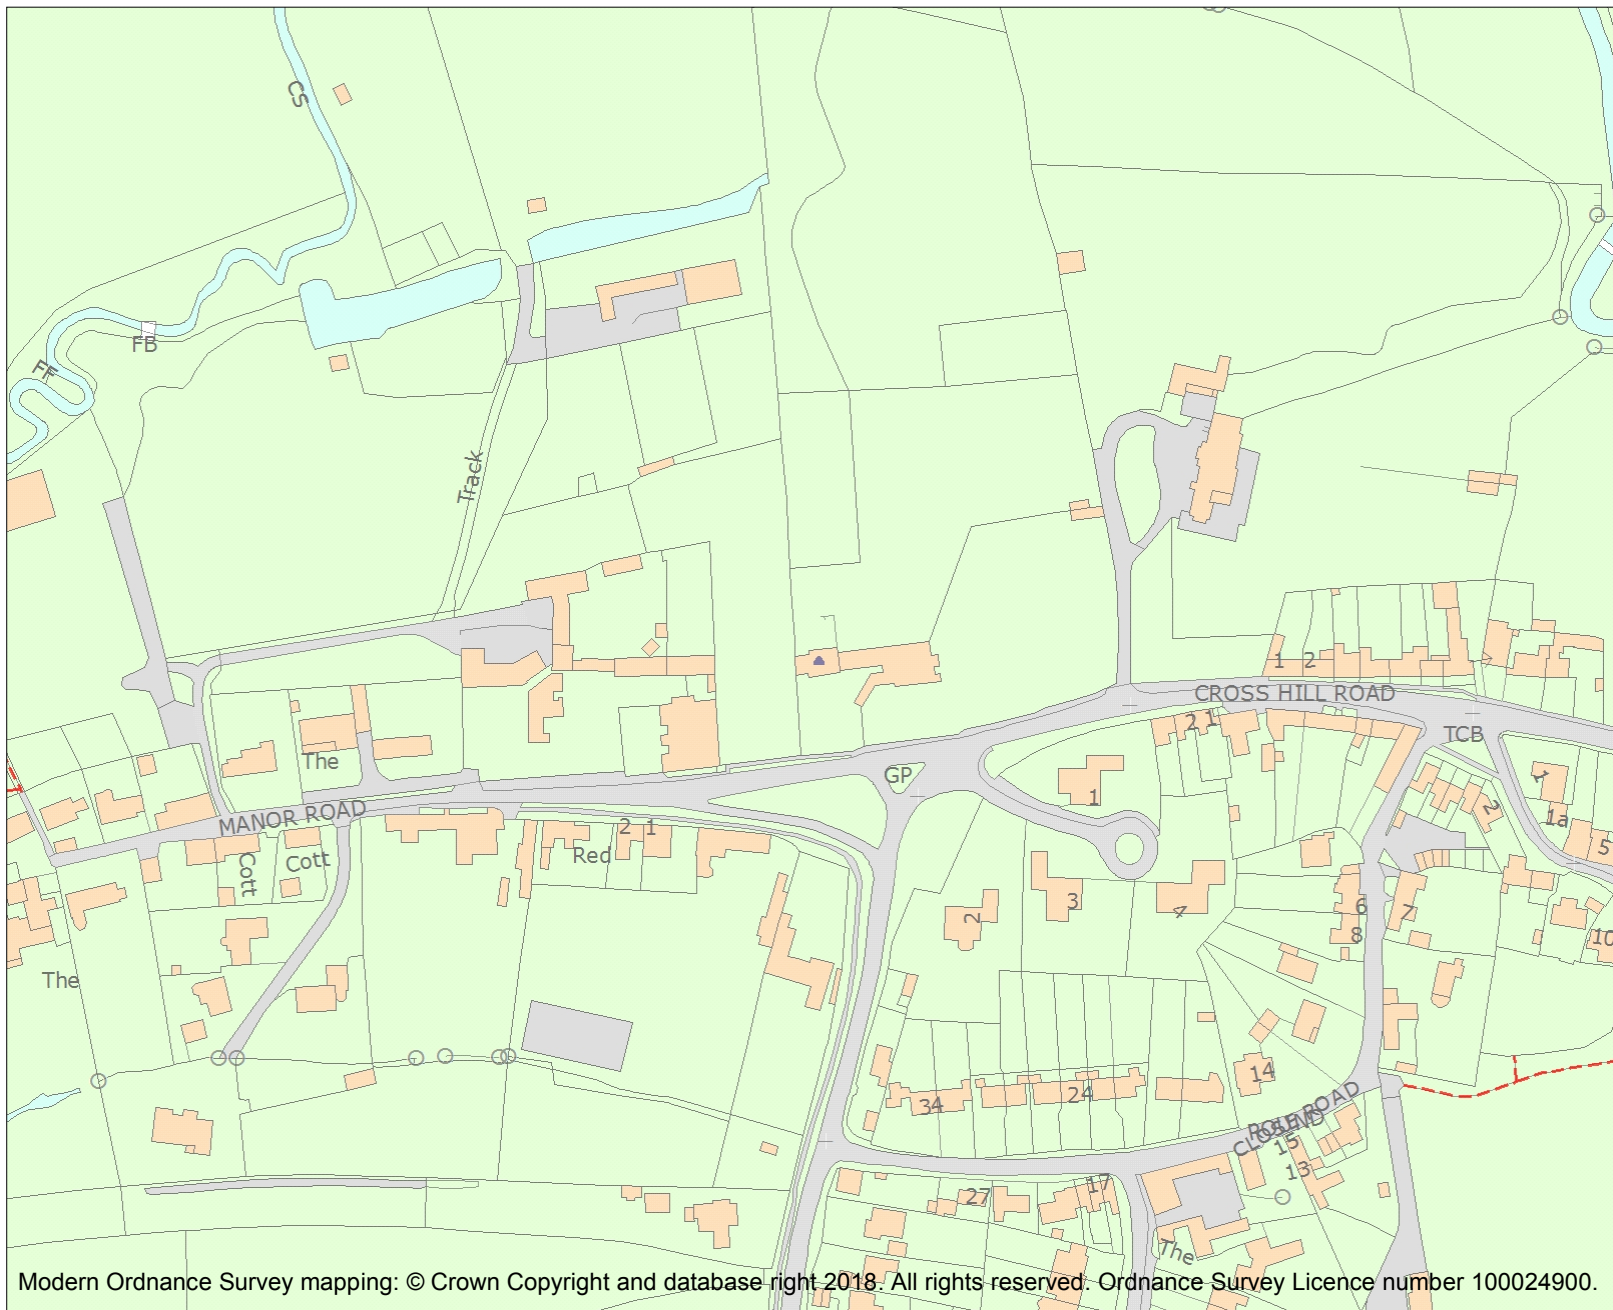 CS
FB
FF
Track
1 2
CROSS HILL ROAD
2 1
TCB
The
GP
1
1
2
1a
MANOR ROAD
2 1
5
Red
Cott
Cott
3
4
2
6
7
8
10
The
14
24
34
CLOSE
ROAD
15
13
17
27
The
Modern Ordnance Survey mapping: © Crown Copyright and database right 2018. All rights reserved. Ordnance Survey Licence number 100024900.